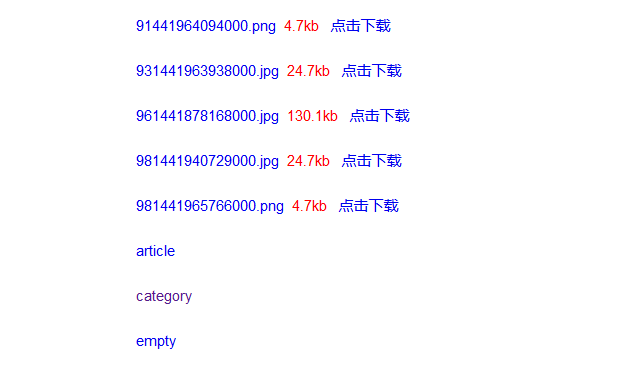 91441964094000.png 4.7kb 点击下载
931441963938000.jpg 24.7kb 点击下载
961441878168000.jpg 130.1kb 点击下载
981441940729000.jpg 24.7kb 点击下载
981441965766000.png 4.7kb 点击下载
article
category
empty